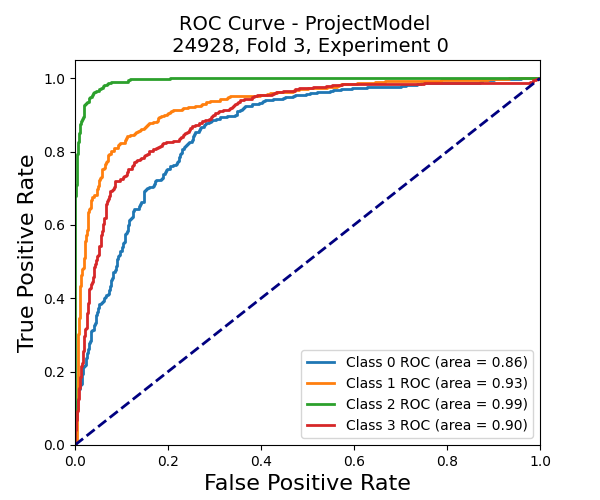 ROC Curve - ProjectModel
24928, Fold 3, Experiment 0
True Positive Rate
1.0
0.8
0.6
0.4
0.2
0.0
Class 0 ROC (area = 0.86)
Class 1 ROC (area = 0.93)
Class 2 ROC (area = 0.99)
Class 3 ROC (area = 0.90)
0.0 0.2 0.4 0.6 0.8 1.0
False Positive Rate